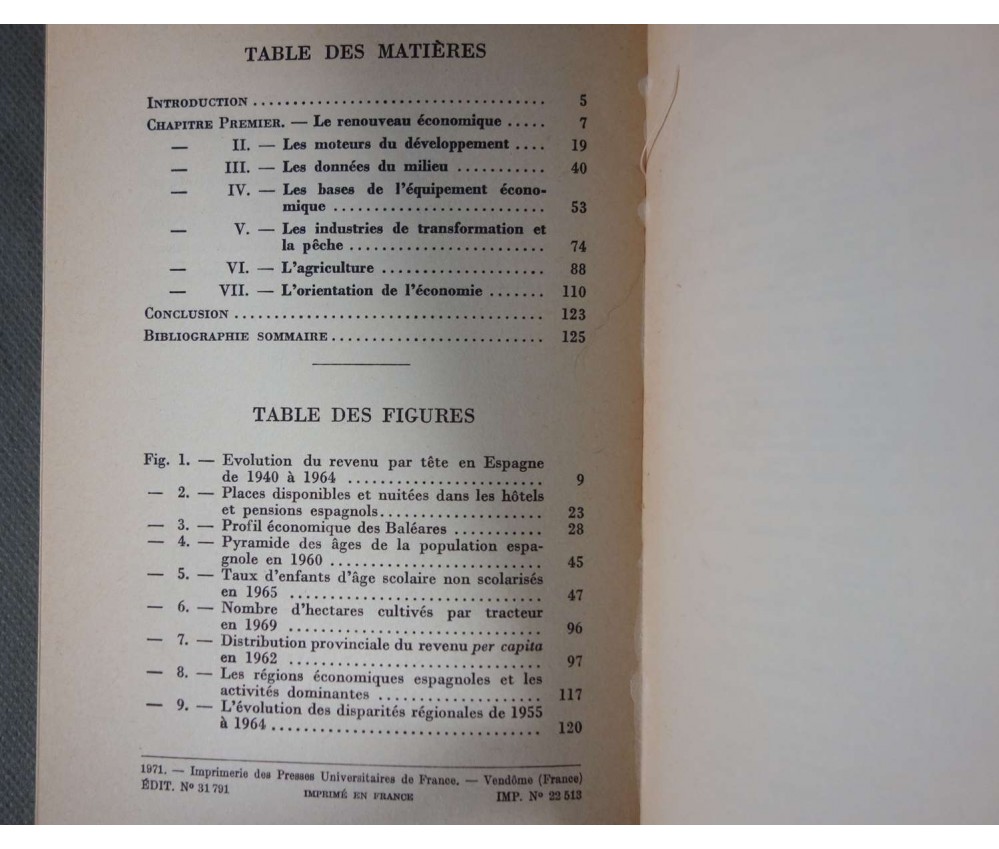 TABLE DES MATIÈRES
INTRODUCTION .................................... 5
CHAPITRE PREMIER. — Le renouveau économique ..... 7
— II. — Les moteurs du développement .... 19
— III. — Les données du milieu ........... 40
— IV. — Les bases de l'équipement écono-
mique .......................... 53
— V. — Les industries de transformation et
la pêche ........................ 74
— VI. — L'agriculture .................... 88
— VII. — L'orientation de l'économie ....... 110
CONCLUSION ...................................... 123
BIBLIOGRAPHIE SOMMAIRE .......................... 125
TABLE DES FIGURES
Fig. 1. — Evolution du revenu par tête en Espagne
de 1940 à 1964 ........................ 9
— 2. — Places disponibles et nuitées dans les hôtels
et pensions espagnols.................... 23
— 3. — Profil économique des Baléares ........... 28
— 4. — Pyramide des âges de la population espa-
gnole en 1960 .......................... 45
— 5. — Taux d'enfants d'âge scolaire non scolarisés
en 1965 ............................... 47
— 6. — Nombre d'hectares cultivés par tracteur
en 1969 ............................... 96
— 7. — Distribution provinciale du revenu per capita
en 1962 ............................... 97
— 8. — Les régions économiques espagnoles et les
activités dominantes .................... 117
— 9. — L'évolution des disparités régionales de 1955
à 1964 ................................. 120
1971. — Imprimerie des Presses Universitaires de France. — Vendôme (France)
ÉDIT. Nº 31 791 IMPRIMÉ EN FRANCE IMP. Nº 22 513